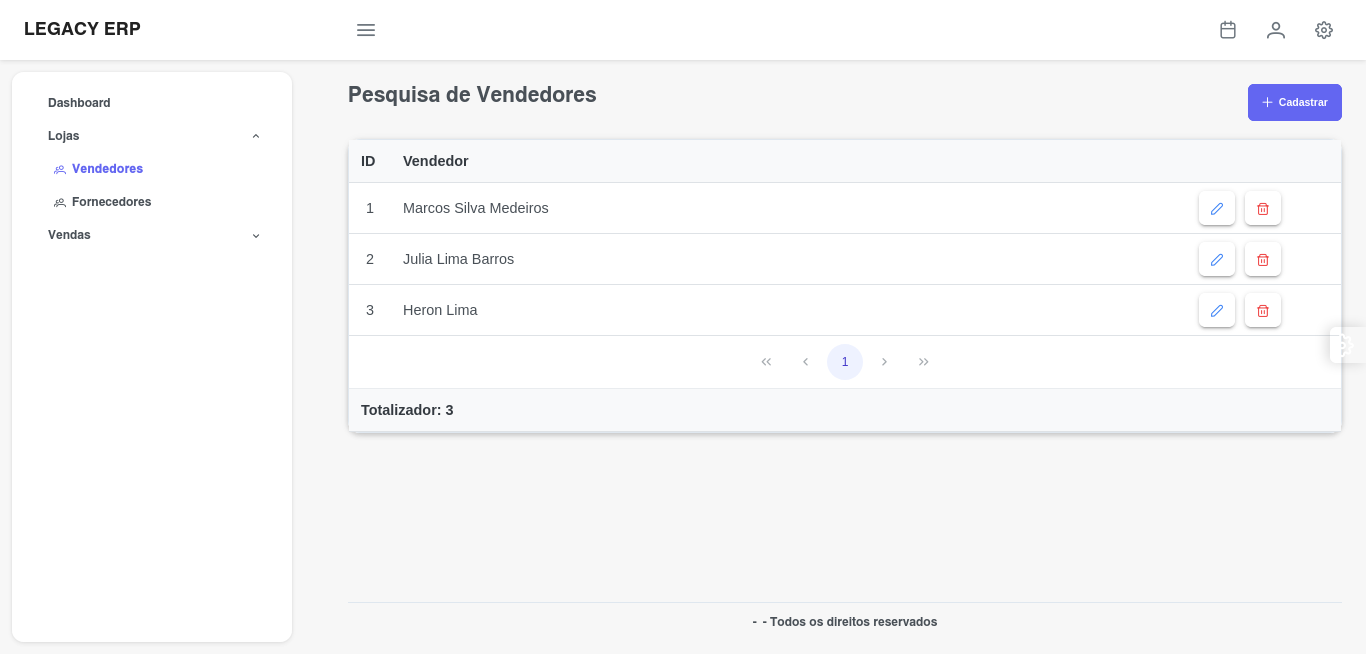 LEGACY ERP
Dashboard
Lojas
Vendedores
Fornecedores
Vendas
Pesquisa de Vendedores
Cadastrar
ID Vendedor
1 Marcos Silva Medeiros
2 Julia Lima Barros
3 Heron Lima
1
Totalizador: 3
- - Todos os direitos reservados